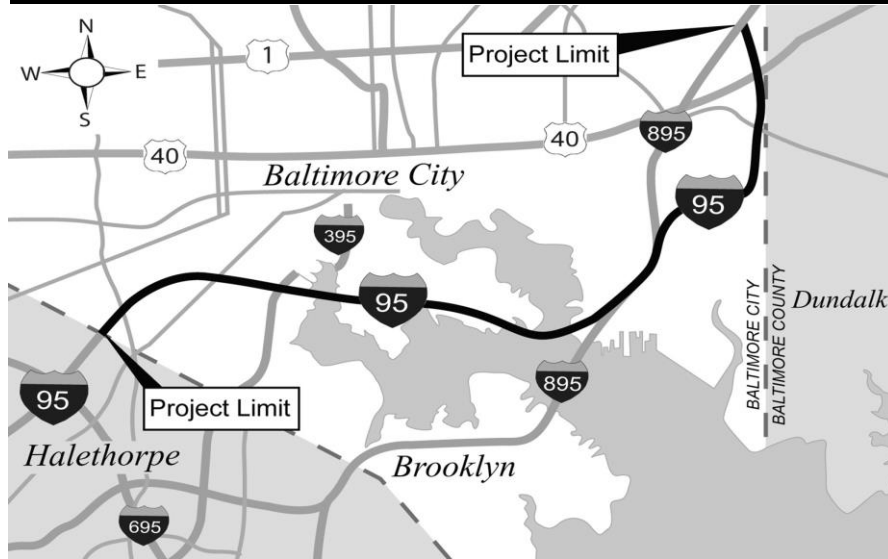 N
W
E
S
1
Project Limit
40
40
895
Baltimore City
95
395
95
Dundalk
BALTIMORE CITY
BALTIMORE COUNTY
95
895
Project Limit
Halethorpe
Brooklyn
695